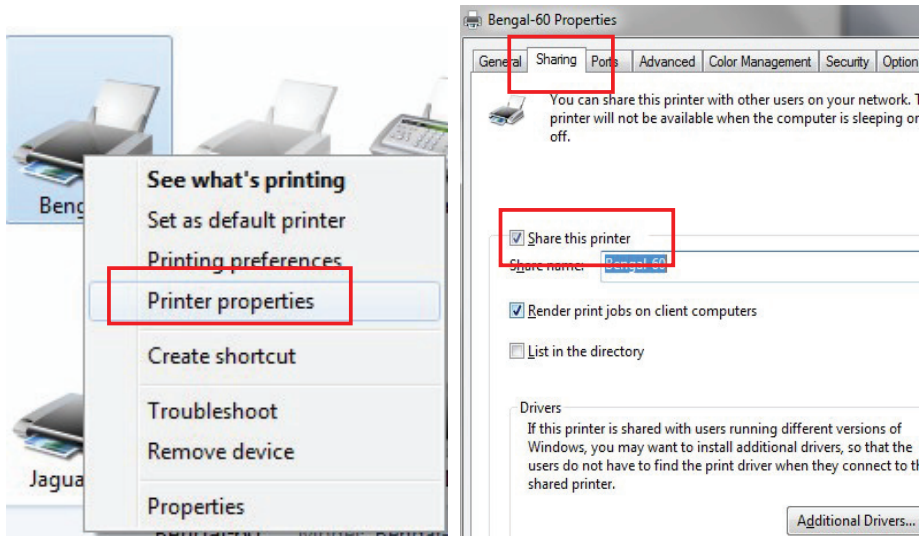 Beng
See what's printing
Set as default printer
Printing preferences
Printer properties
Create shortcut
Troubleshoot
Remove device
Properties
Jagua
Bengal-60 Properties
General Sharing Ports Advanced Color Management Security Option
You can share this printer with other users on your network. T
printer will not be available when the computer is sleeping or
off.
Share this printer
Share name: Bengal-60
Render print jobs on client computers
List in the directory
Drivers
If this printer is shared with users running different versions of
Windows, you may want to install additional drivers, so that the
users do not have to find the print driver when they connect to th
shared printer.
Additional Drivers...